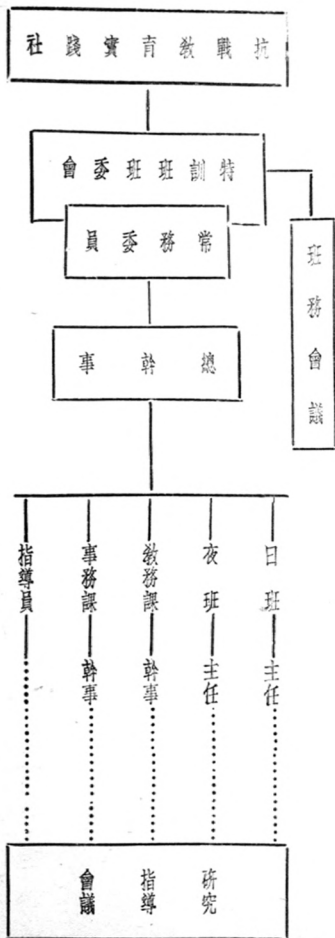 抗戰敎育實踐社
特訓班班委會
常務委員
班務會議
總幹事
日班主任
夜班主任
敎務課幹事
事務課幹事
指導員
研究指導會議